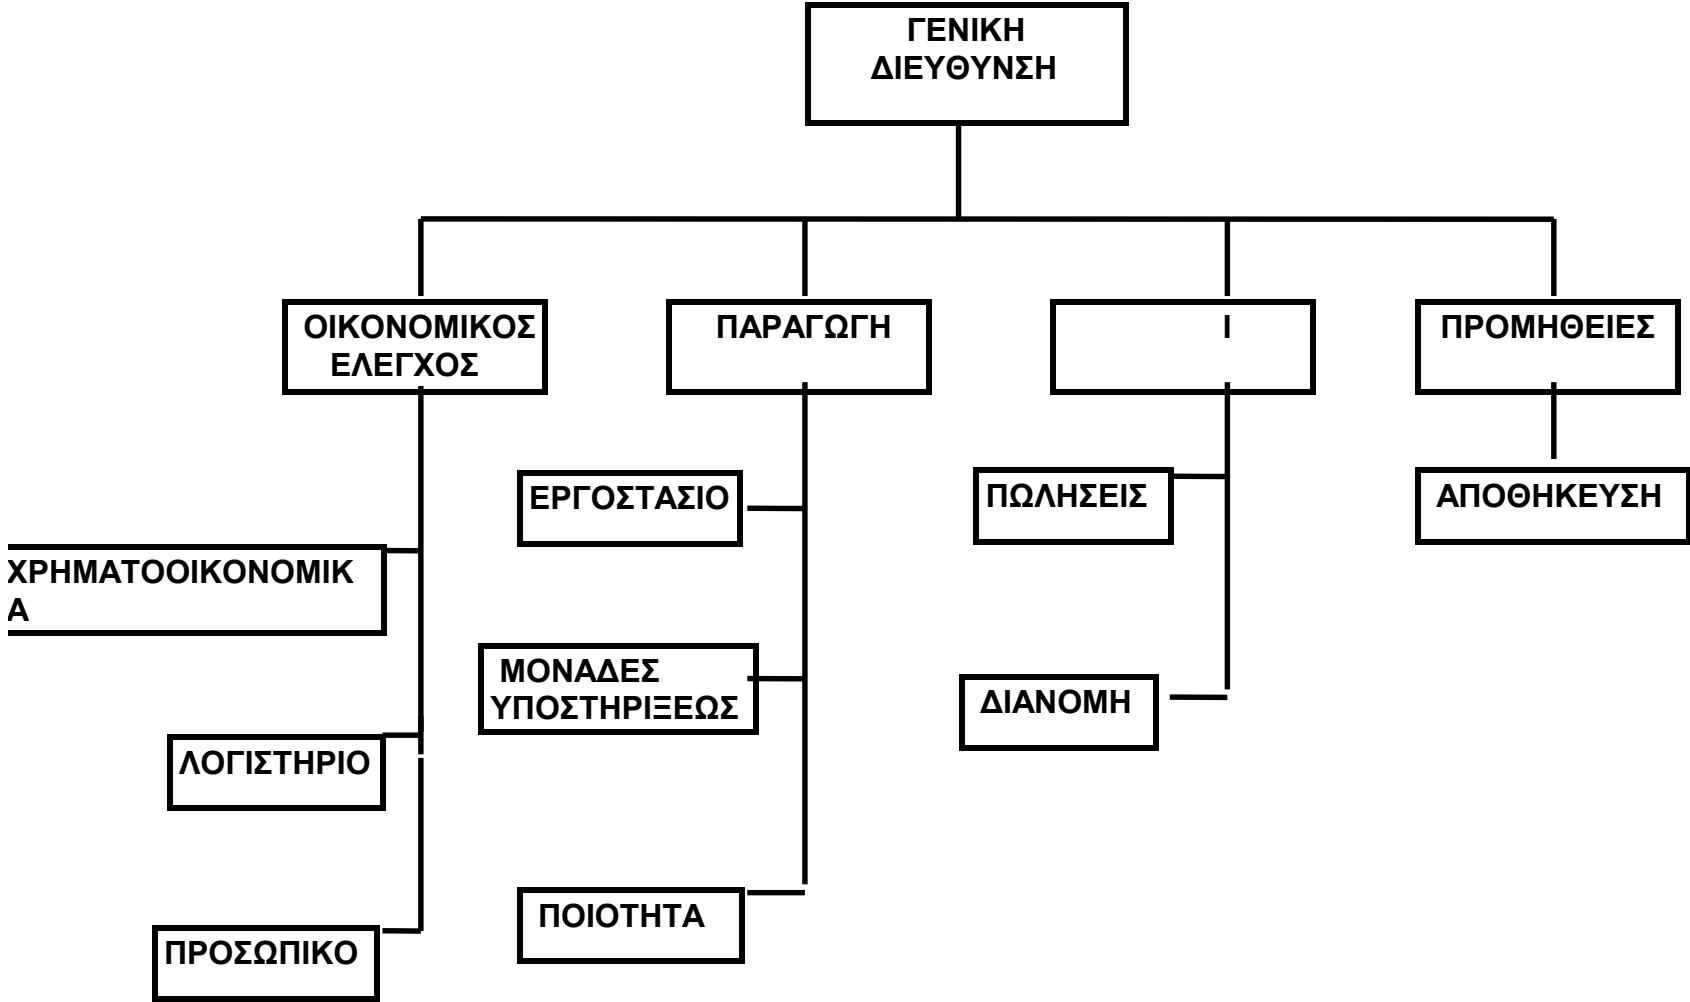 ΓΕΝΙΚΗ
ΔΙΕΥΘΥΝΣΗ
ΟΙΚΟΝΟΜΙΚΟΣ
ΕΛΕΓΧΟΣ
ΠΑΡΑΓΩΓΗ
Ι
ΠΡΟΜΗΘΕΙΕΣ
ΕΡΓΟΣΤΑΣΙΟ
ΠΩΛΗΣΕΙΣ
ΑΠΟΘΗΚΕΥΣΗ
ΧΡΗΜΑΤΟΟΙΚΟΝΟΜΙΚ
Α
ΜΟΝΑΔΕΣ
ΥΠΟΣΤΗΡΙΞΕΩΣ
ΔΙΑΝΟΜΗ
ΛΟΓΙΣΤΗΡΙΟ
ΠΟΙΟΤΗΤΑ
ΠΡΟΣΩΠΙΚΟ